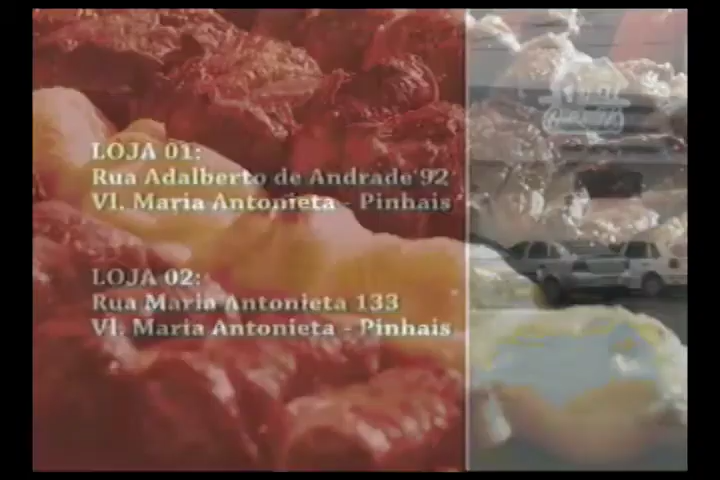 LOJA 01:
Rua Adalberto de Andrade 92
Vl. Maria Antonieta - Pinhais
LOJA 02:
Rua Maria Antonieta 133
Vl. Maria Antonieta - Pinhais